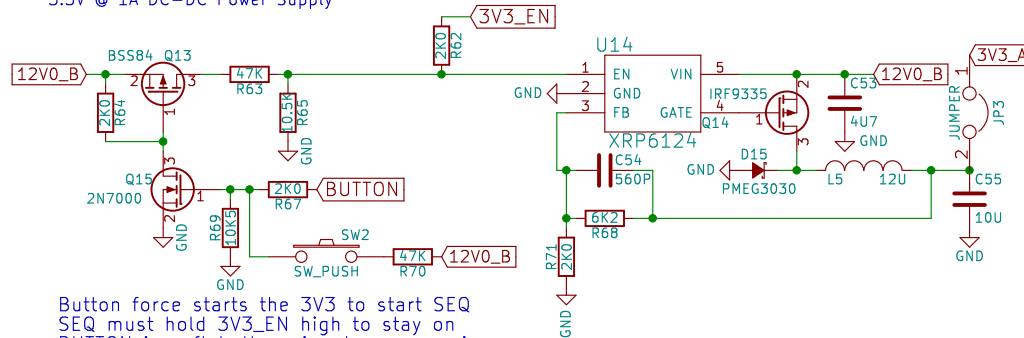 3.3V @ 1A DC-DC Power Supply
3V3_EN
2K0
R62
U14
BSS84
Q13
12V0_B
2
3
1
47K
R63
1
EN
VIN
5
2
GND
GND
3
FB
GATE
4
XRP6124
12V0_B
3V3_A
2K0
R64
10.5K
R65
GND
IRF9335
Q14
2
1
3
C53
4U7
GND
1
JUMPER
JP3
2
3
Q15
2N7000
1
2
GND
2K0
R67
BUTTON
R69
10K5
GND
SW2
SW_PUSH
47K
R70
12V0_B
C54
560P
6K2
R68
R71
2K0
GND
D15
GND
PMEG3030
L5
12U
C55
10U
GND
Button force starts the 3V3 to start SEQ
SEQ must hold 3V3_EN high to stay on